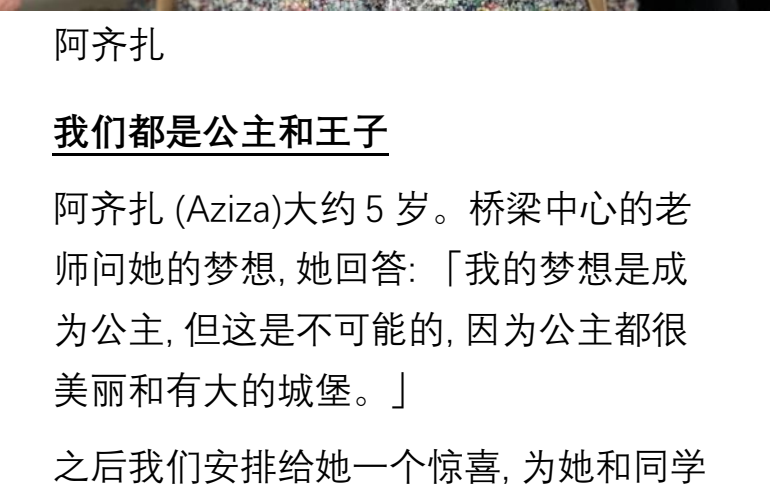 阿齐扎
我们都是公主和王子
阿齐扎 (Aziza)大约 5 岁。桥梁中心的老
师问她的梦想, 她回答: 「我的梦想是成
为公主, 但这是不可能的, 因为公主都很
美丽和有大的城堡。」
之后我们安排给她一个惊喜, 为她和同学